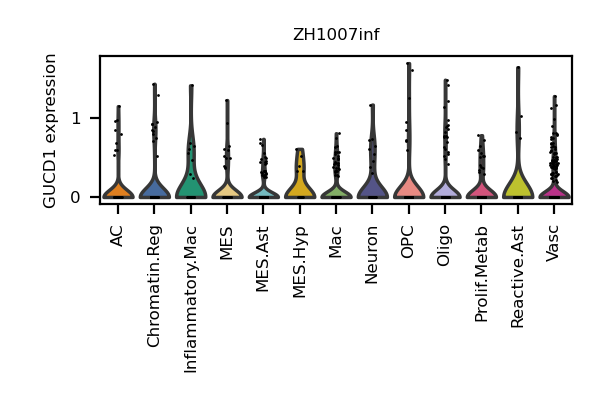 ZH1007inf
GUCD1 expression
1
0
AC
Chromatin.Reg
Inflammatory.Mac
MES
MES.Ast
MES.Hyp
Mac
Neuron
OPC
Oligo
Prolif.Metab
Reactive.Ast
Vasc